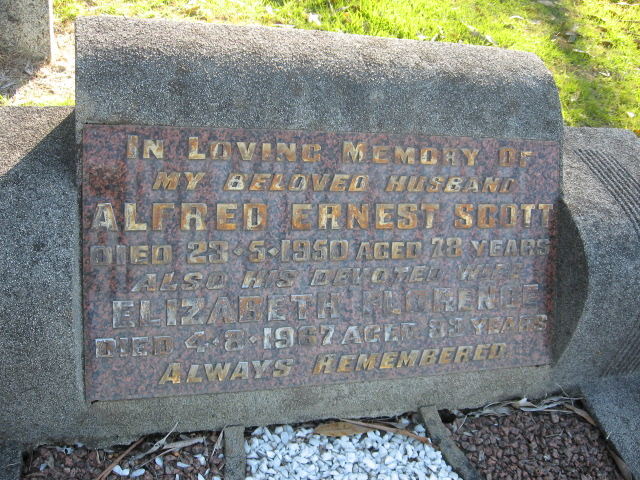 IN LOVING MEMORY OF
MY BELOVED HUSBAND
ALFRED ERNEST SCOTT
DIED 23·5·1950 AGED 78 YEARS
ALSO HIS DEVOTED WIFE
ELIZABETH FLORENCE
DIED 4·8·1967 AGED 83 YEARS
ALWAYS REMEMBERED